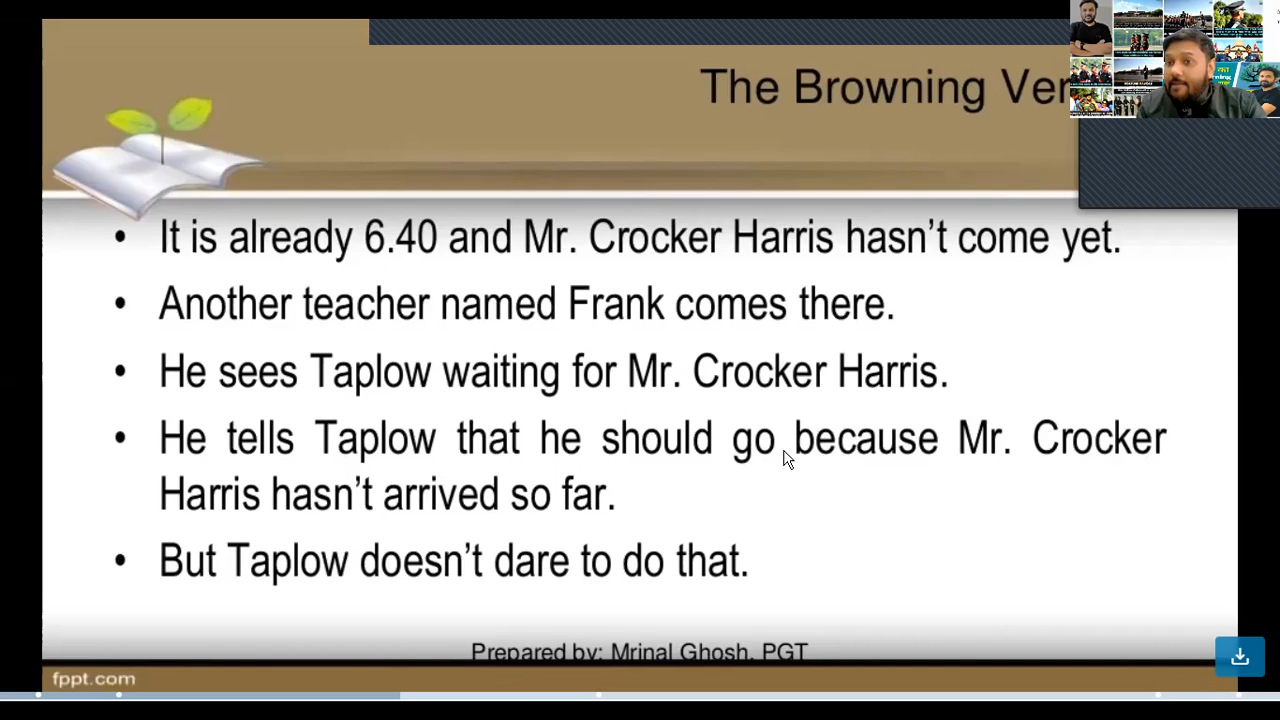 The Browning Ver
• It is already 6.40 and Mr. Crocker Harris hasn’t come yet.
• Another teacher named Frank comes there.
• He sees Taplow waiting for Mr. Crocker Harris.
• He tells Taplow that he should go because Mr. Crocker
Harris hasn’t arrived so far.
• But Taplow doesn’t dare to do that.
Prepared by: Mrinal Ghosh, PGT
fppt.com